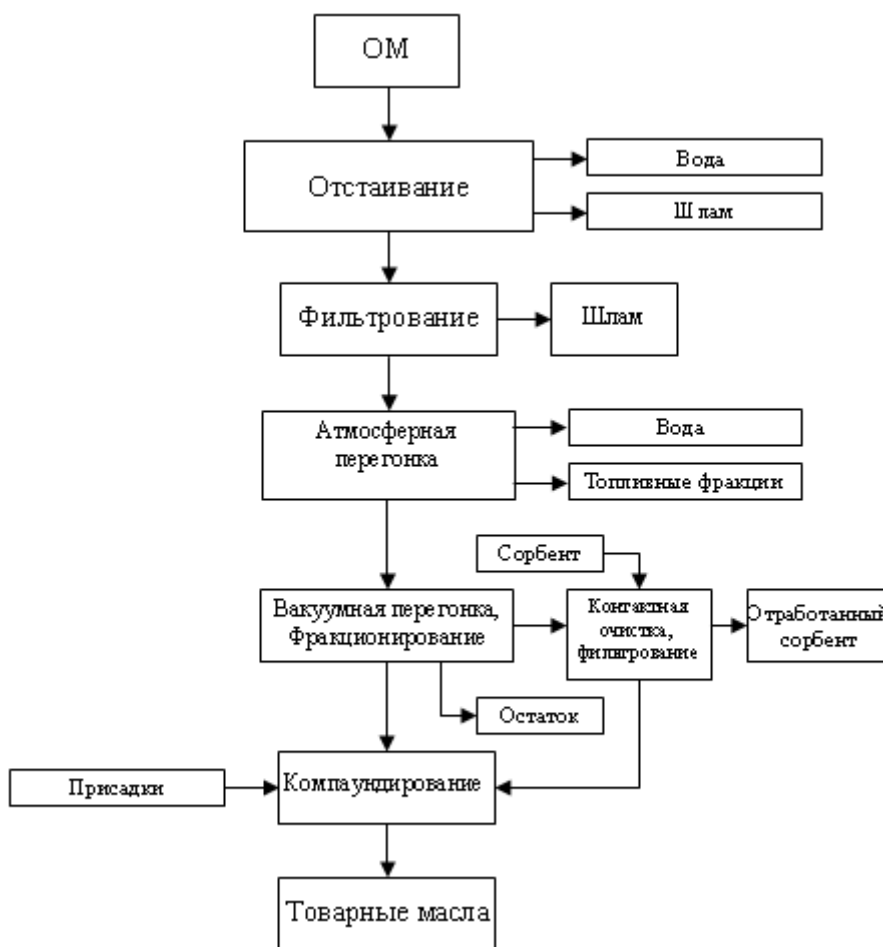 ОМ
Отстаивание
Вода
Шлам
Фильтрование
Шлам
Атмосферная
перегонка
Вода
Топливные фракции
Сорбент
Вакуумная перегонка,
Фракционирование
Контактная
очистка,
филигрование
Отработанный
сорбент
Остаток
Присадки
Компаундирование
Товарные масла